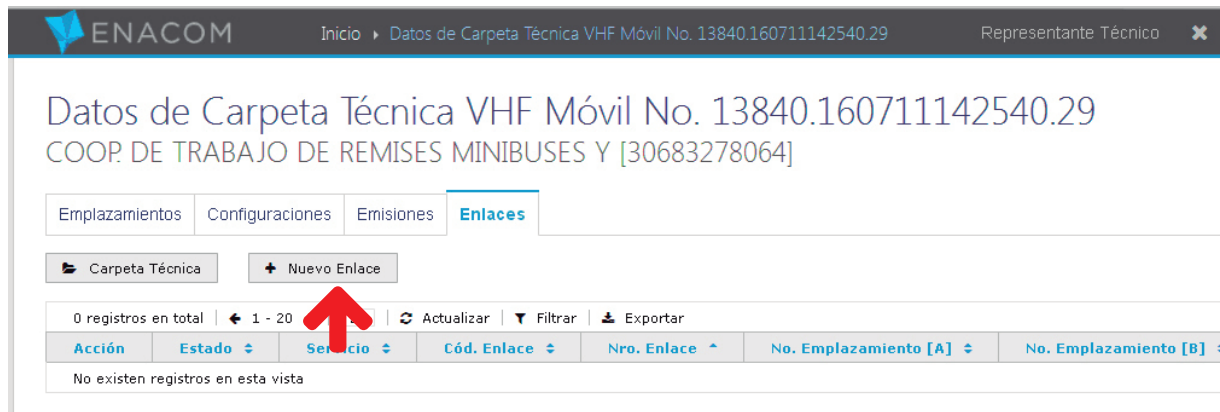 ENACOM Inicio Datos de Carpeta Técnica VHF Móvil No. 13840.160711142540.29 Representante Técnico
Datos de Carpeta Técnica VHF Móvil No. 13840.160711142540.29
COOP. DE TRABAJO DE REMISES MINIBUSES Y [30683278064]
Emplazamientos Configuraciones Emisiones Enlaces
Carpeta Técnica + Nuevo Enlace
0 registros en total 1 - 20 Actualizar Filtrar Exportar
Acción Estado Servicio Cód. Enlace Nro. Enlace No. Emplazamiento [A] No. Emplazamiento [B]
No existen registros en esta vista